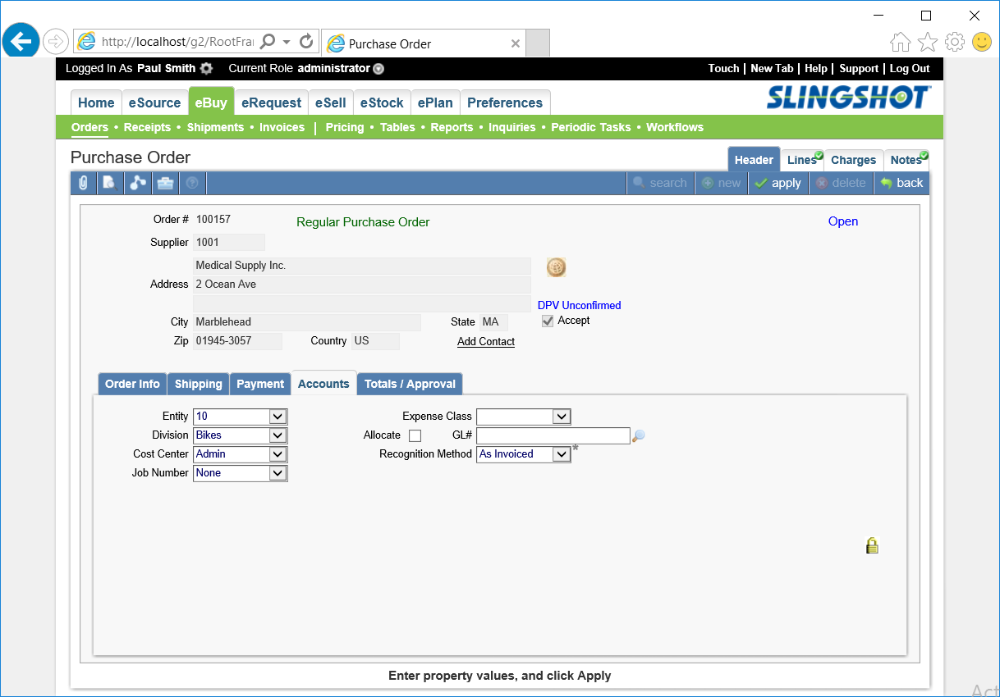 http://localhost/g2/RootFra
Purchase Order
Logged In As Paul Smith Current Role administrator Touch | New Tab | Help | Support | Log Out
Home eSource eBuy eRequest eSell eStock ePlan Preferences SLINGSHOT
Orders • Receipts • Shipments • Invoices | Pricing • Tables • Reports • Inquiries • Periodic Tasks • Workflows
Purchase Order Header Lines Charges Notes
search new apply delete back
Order # 100157 Regular Purchase Order Open
Supplier 1001
Medical Supply Inc.
Address 2 Ocean Ave
DPV Unconfirmed
City Marblehead State MA Accept
Zip 01945-3057 Country US Add Contact
Order Info Shipping Payment Accounts Totals / Approval
Entity 10 Expense Class
Division Bikes Allocate GL#
Cost Center Admin Recognition Method As Invoiced *
Job Number None
Enter property values, and click Apply